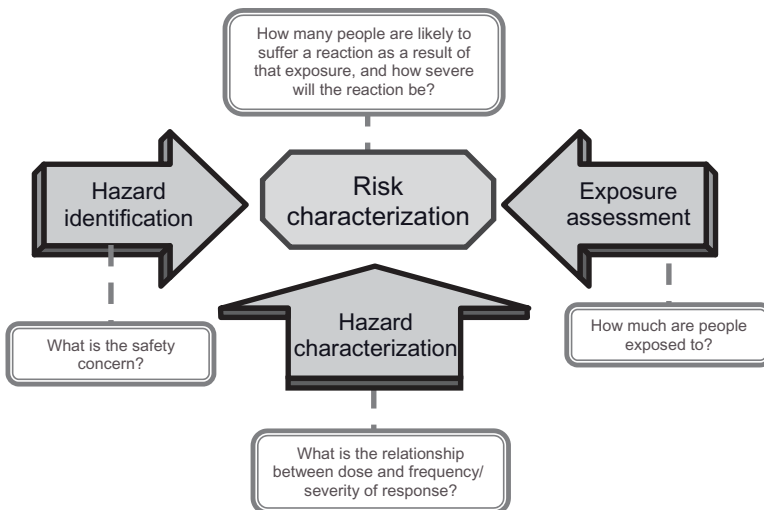 How many people are likely to
suffer a reaction as a result of
that exposure, and how severe
will the reaction be?
Hazard
identification
Risk
characterization
Exposure
assessment
What is the safety
concern?
Hazard
characterization
How much are people
exposed to?
What is the relationship
between dose and frequency/
severity of response?